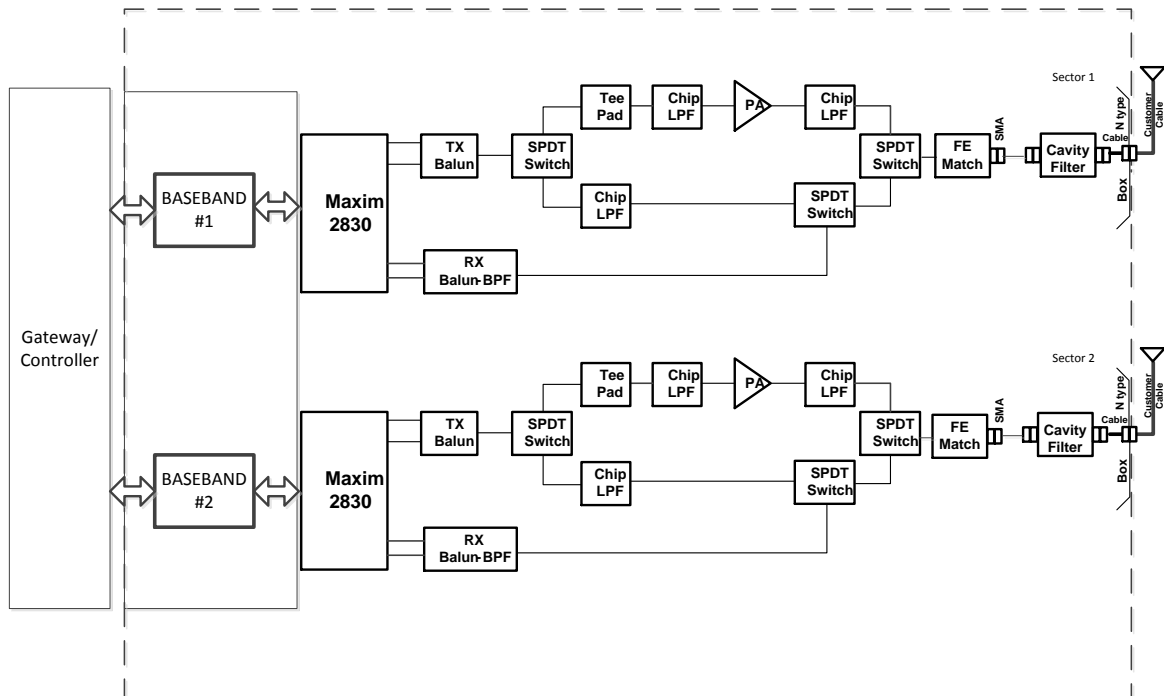 Gateway/
Controller
BASEBAND
#1
Maxim
2830
TX
Balun
SPDT
Switch
Tee
Pad
Chip
LPF
PA
Chip
LPF
Chip
LPF
SPDT
Switch
SPDT
Switch
RX
Balun-BPF
FE
Match
SMA
Cavity
Filter
Cable
N type
Box
Customer
Cable
Sector 1
BASEBAND
#2
Maxim
2830
TX
Balun
SPDT
Switch
Tee
Pad
Chip
LPF
PA
Chip
LPF
Chip
LPF
SPDT
Switch
SPDT
Switch
RX
Balun-BPF
FE
Match
SMA
Cavity
Filter
Cable
N type
Box
Customer
Cable
Sector 2